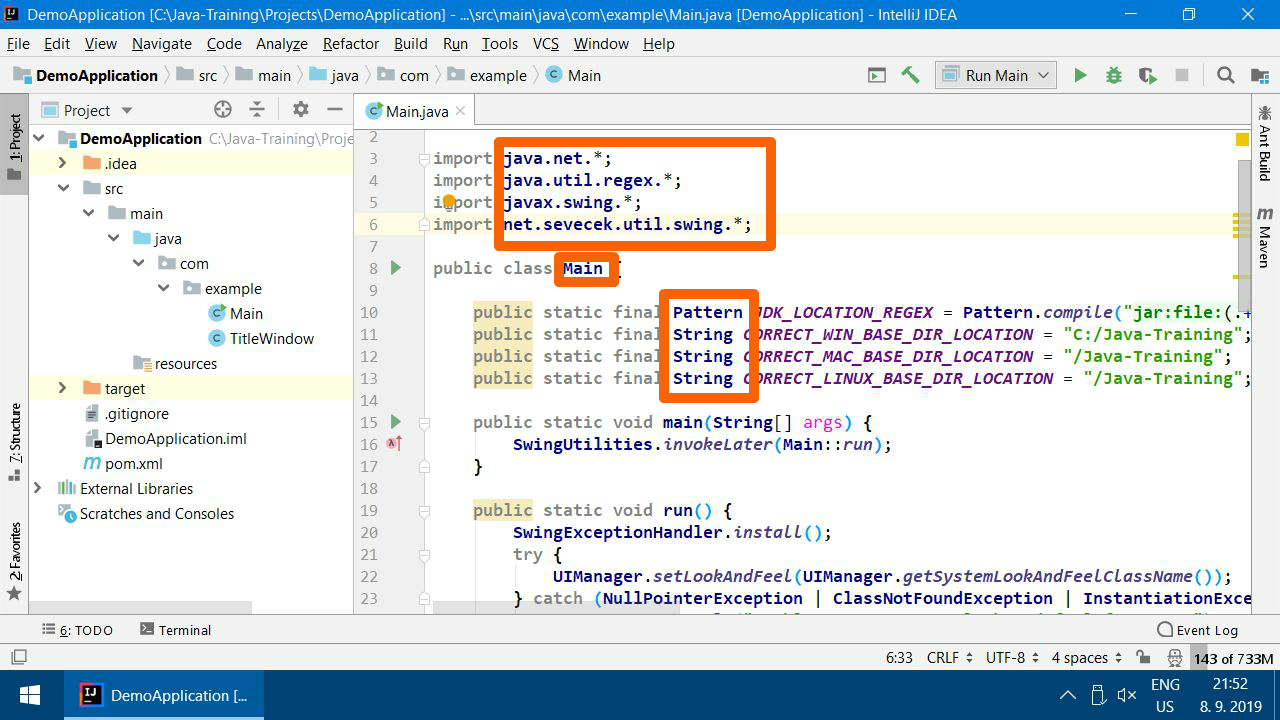 DemoApplication [C:\Java-Training\Projects\DemoApplication] - ...\src\main\java\com\example\Main.java [DemoApplication] - IntelliJ IDEA
File Edit View Navigate Code Analyze Refactor Build Run Tools VCS Window Help
DemoApplication src main java com example Main Run Main
Project
Main.java
1: Project
7: Structure
2: Favorites
DemoApplication C:\Java-Training\Proje
.idea
src
main
java
com
example
Main
TitleWindow
resources
target
.gitignore
DemoApplication.iml
pom.xml
External Libraries
Scratches and Consoles
2
3 import java.net.*;
4 import java.util.regex.*;
5 import javax.swing.*;
6 import net.sevecek.util.swing.*;
7
8 public class Main
9
10 public static final Pattern JDK_LOCATION_REGEX = Pattern.compile("jar:file:(.+
11 public static final String CORRECT_WIN_BASE_DIR_LOCATION = "C:/Java-Training";
12 public static final String CORRECT_MAC_BASE_DIR_LOCATION = "/Java-Training";
13 public static final String CORRECT_LINUX_BASE_DIR_LOCATION = "/Java-Training";
14
15 public static void main(String[] args) {
16 SwingUtilities.invokeLater(Main::run);
17 }
18
19 public static void run() {
20 SwingExceptionHandler.install();
21 try {
22 UIManager.setLookAndFeel(UIManager.getSystemLookAndFeelClassName());
23 } catch (NullPointerException | ClassNotFoundException | InstantiationExce
Ant Build
Maven
6: TODO Terminal Event Log
6:33 CRLF UTF-8 4 spaces 143 of 733M
DemoApplication [...
ENG
US
21:52
8. 9. 2019